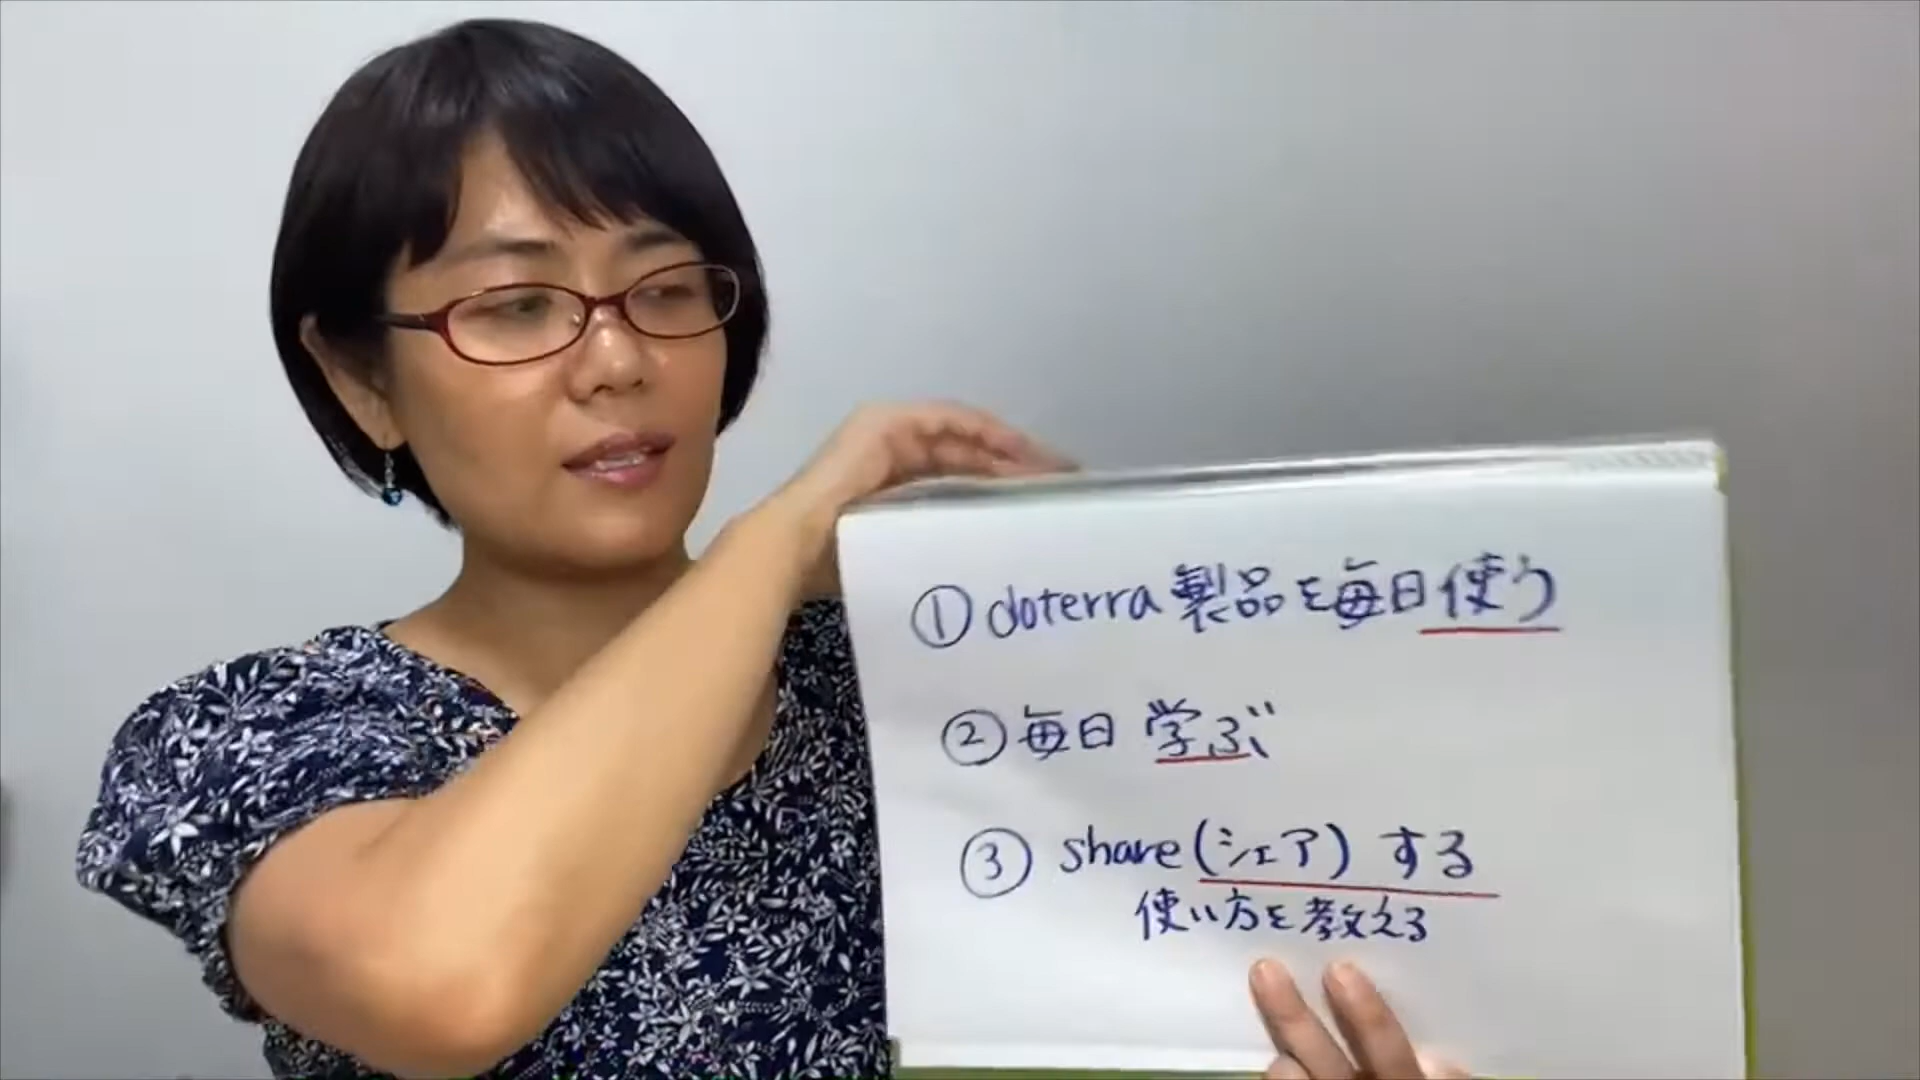 ① doterra製品を毎日使う
② 毎日 学ぶ
③ share(シェア)する
使い方を教える